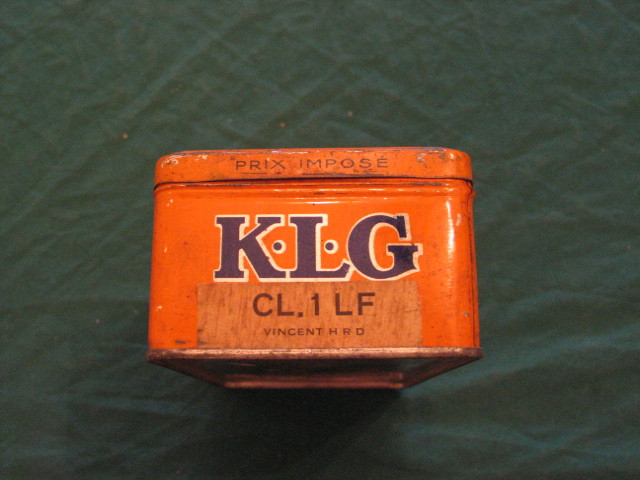 PRIX IMPOSÉ
K·L·G
CL.1 LF
VINCENT H R D